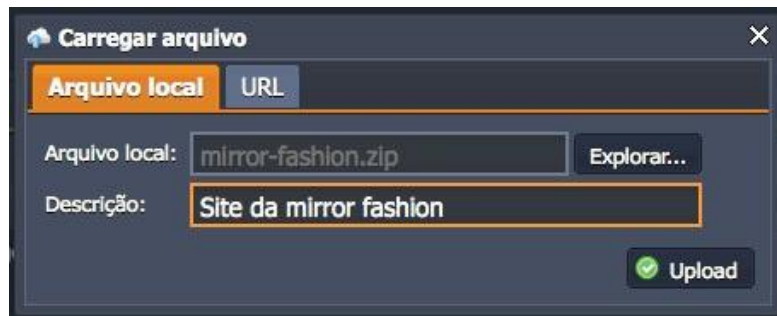 Carregar arquivo
Arquivo local URL
Arquivo local: mirror-fashion.zip Explorar...
Descrição: Site da mirror fashion
Upload